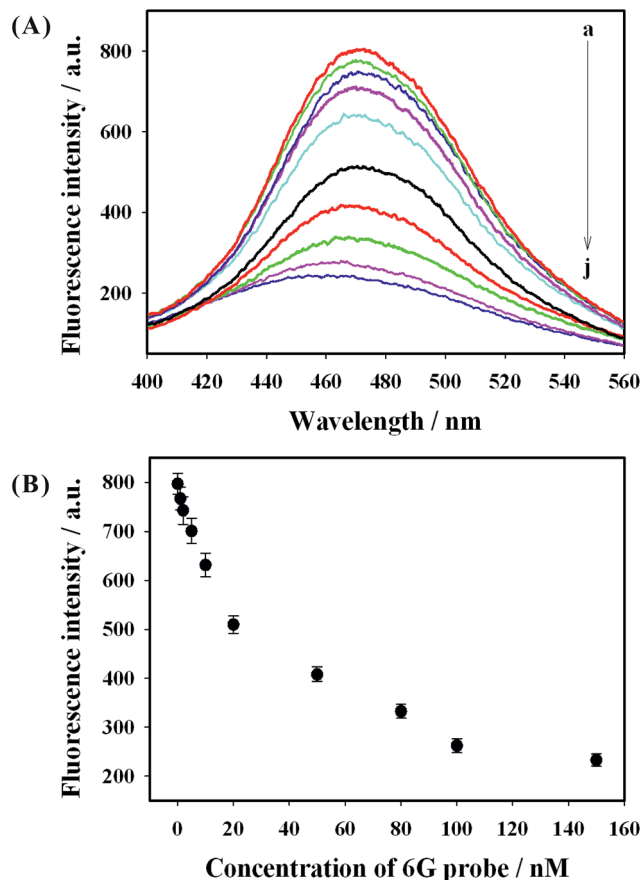 (A)
Fluorescence intensity / a.u.
800
600
400
200
a
j
400 420 440 460 480 500 520 540 560
Wavelength / nm
(B)
Fluorescence intensity / a.u.
800
700
600
500
400
300
200
0 20 40 60 80 100 120 140 160
Concentration of 6G probe / nM